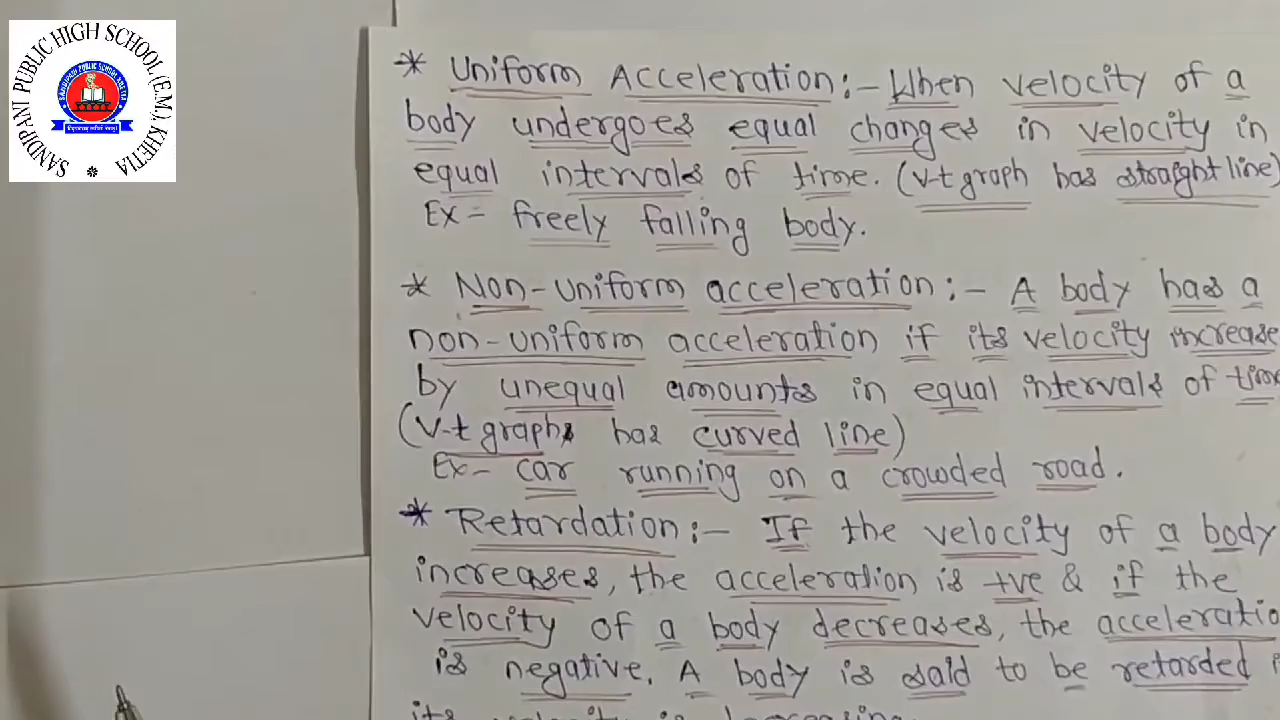 SANDIPANI PUBLIC HIGH SCHOOL (E.M.), KHETIA
* Uniform Acceleration:- When velocity of a
body undergoes equal changes in velocity in
equal intervals of time. (v-t graph has straight line)
Ex = freely falling body.
* Non-uniform acceleration:- A body has a
non-uniform acceleration if its velocity increase
by unequal amounts in equal intervals of time
(v-t graph has curved line)
Ex- car running on a crowded road.
* Retardation:- If the velocity of a body
increases, the acceleration is +ve & if the
velocity of a body decreases, the acceleratio
is negative. A body is said to be retarded i
its velocity is